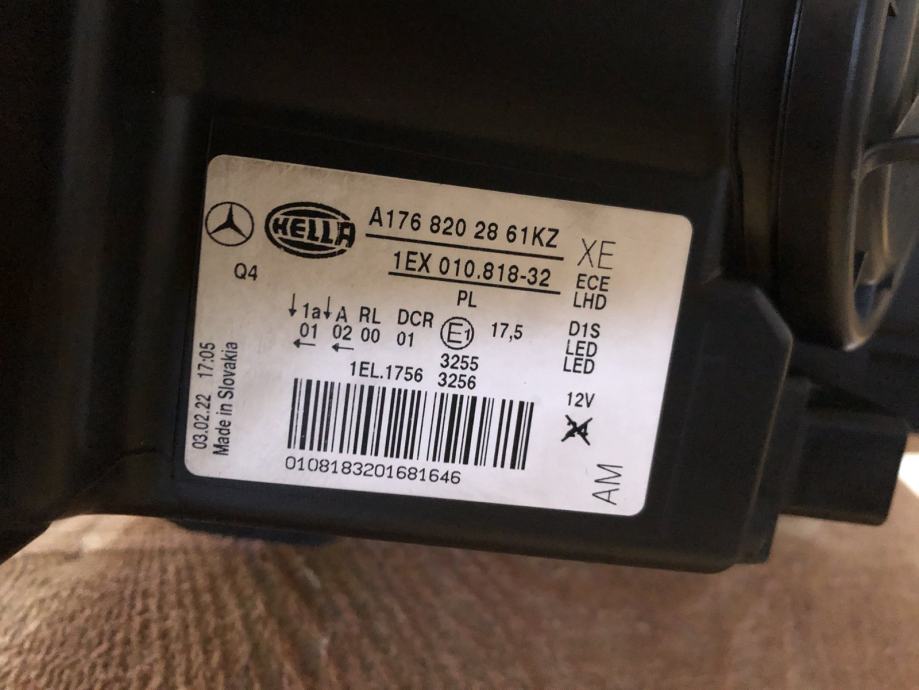 HELLA
A176 820 28 61KZ
1EX 010.818-32
XE
ECE
LHD
Q4
PL
↓1a↓ A RL DCR E1 17,5
01 02 00 01
← ←
3255
1EL.1756 3256
D1S
LED
LED
12V
24
0108183201681646
AM
03.02.22 17:05
Made in Slovakia